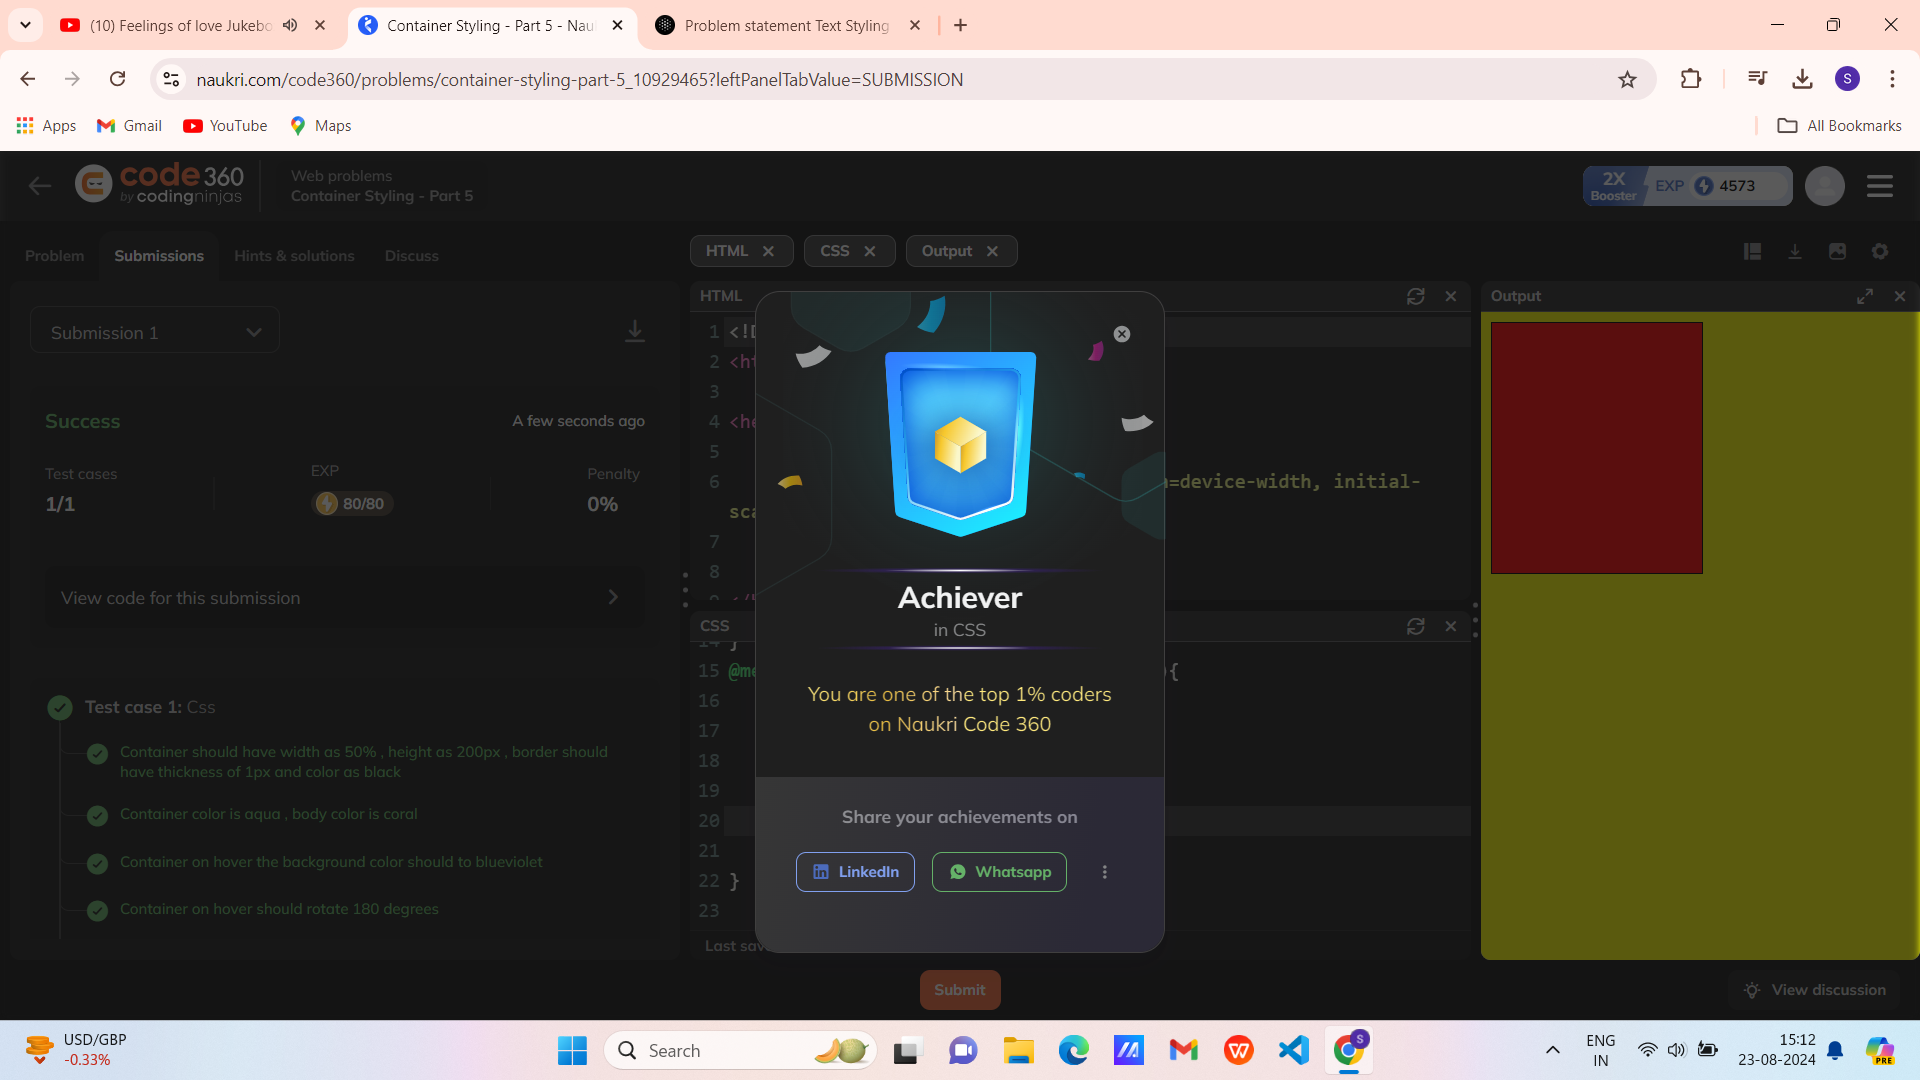 (10) Feelings of love Jukebo
Container Styling - Part 5 - Nau
Problem statement Text Styling
naukri.com/code360/problems/container-styling-part-5_10929465?leftPanelTabValue=SUBMISSION
S
Apps
Gmail
YouTube
Maps
All Bookmarks
code360
by codingninjas
Web problems
Container Styling - Part 5
2X
Booster
EXP
4573
Problem
Submissions
Hints & solutions
Discuss
HTML
CSS
Output
Submission 1
Success
A few seconds ago
Test cases
EXP
Penalty
1/1
80/80
0%
View code for this submission
Test case 1: Css
Container should have width as 50% , height as 200px , border should
have thickness of 1px and color as black
Container color is aqua , body color is coral
Container on hover the background color should to blueviolet
Container on hover should rotate 180 degrees
HTML
1 <!D
2 <ht
3
4 <he
5
6 n=device-width, initial-
sca
7
8
CSS
14 }
15 @me ){
16
17
18
19
20
21
22 }
23
Last sav
Output
Achiever
in CSS
You are one of the top 1% coders
on Naukri Code 360
Share your achievements on
LinkedIn
Whatsapp
Submit
View discussion
USD/GBP
-0.33%
Search
S
ENG
IN
15:12
23-08-2024
PRE